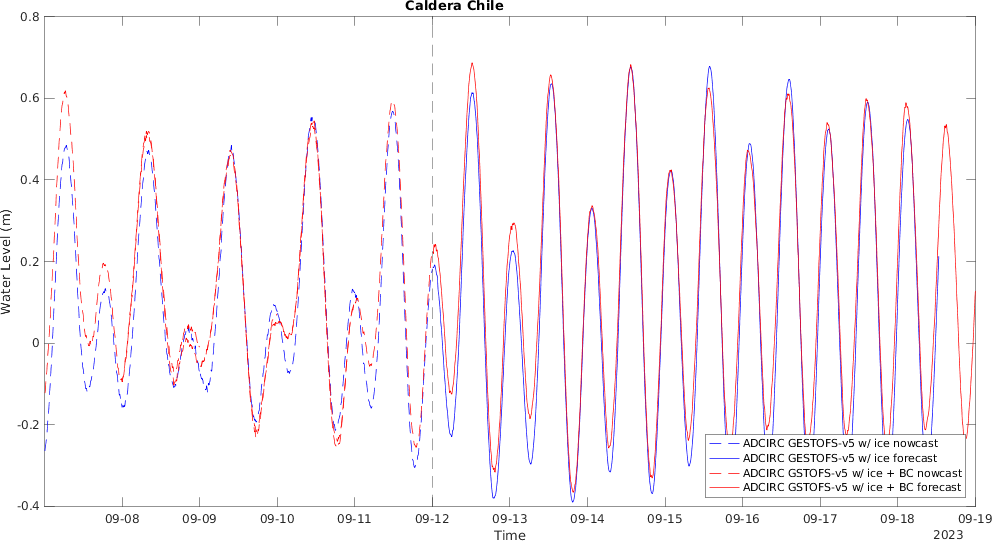 Caldera Chile
0.8
0.6
0.4
0.2
0
-0.2
-0.4
Water Level (m)
ADCIRC GESTOFS-v5 w/ ice nowcast
ADCIRC GESTOFS-v5 w/ ice forecast
ADCIRC GSTOFS-v5 w/ ice + BC nowcast
ADCIRC GSTOFS-v5 w/ ice + BC forecast
09-08 09-09 09-10 09-11 09-12 09-13 09-14 09-15 09-16 09-17 09-18 09-19
Time
2023